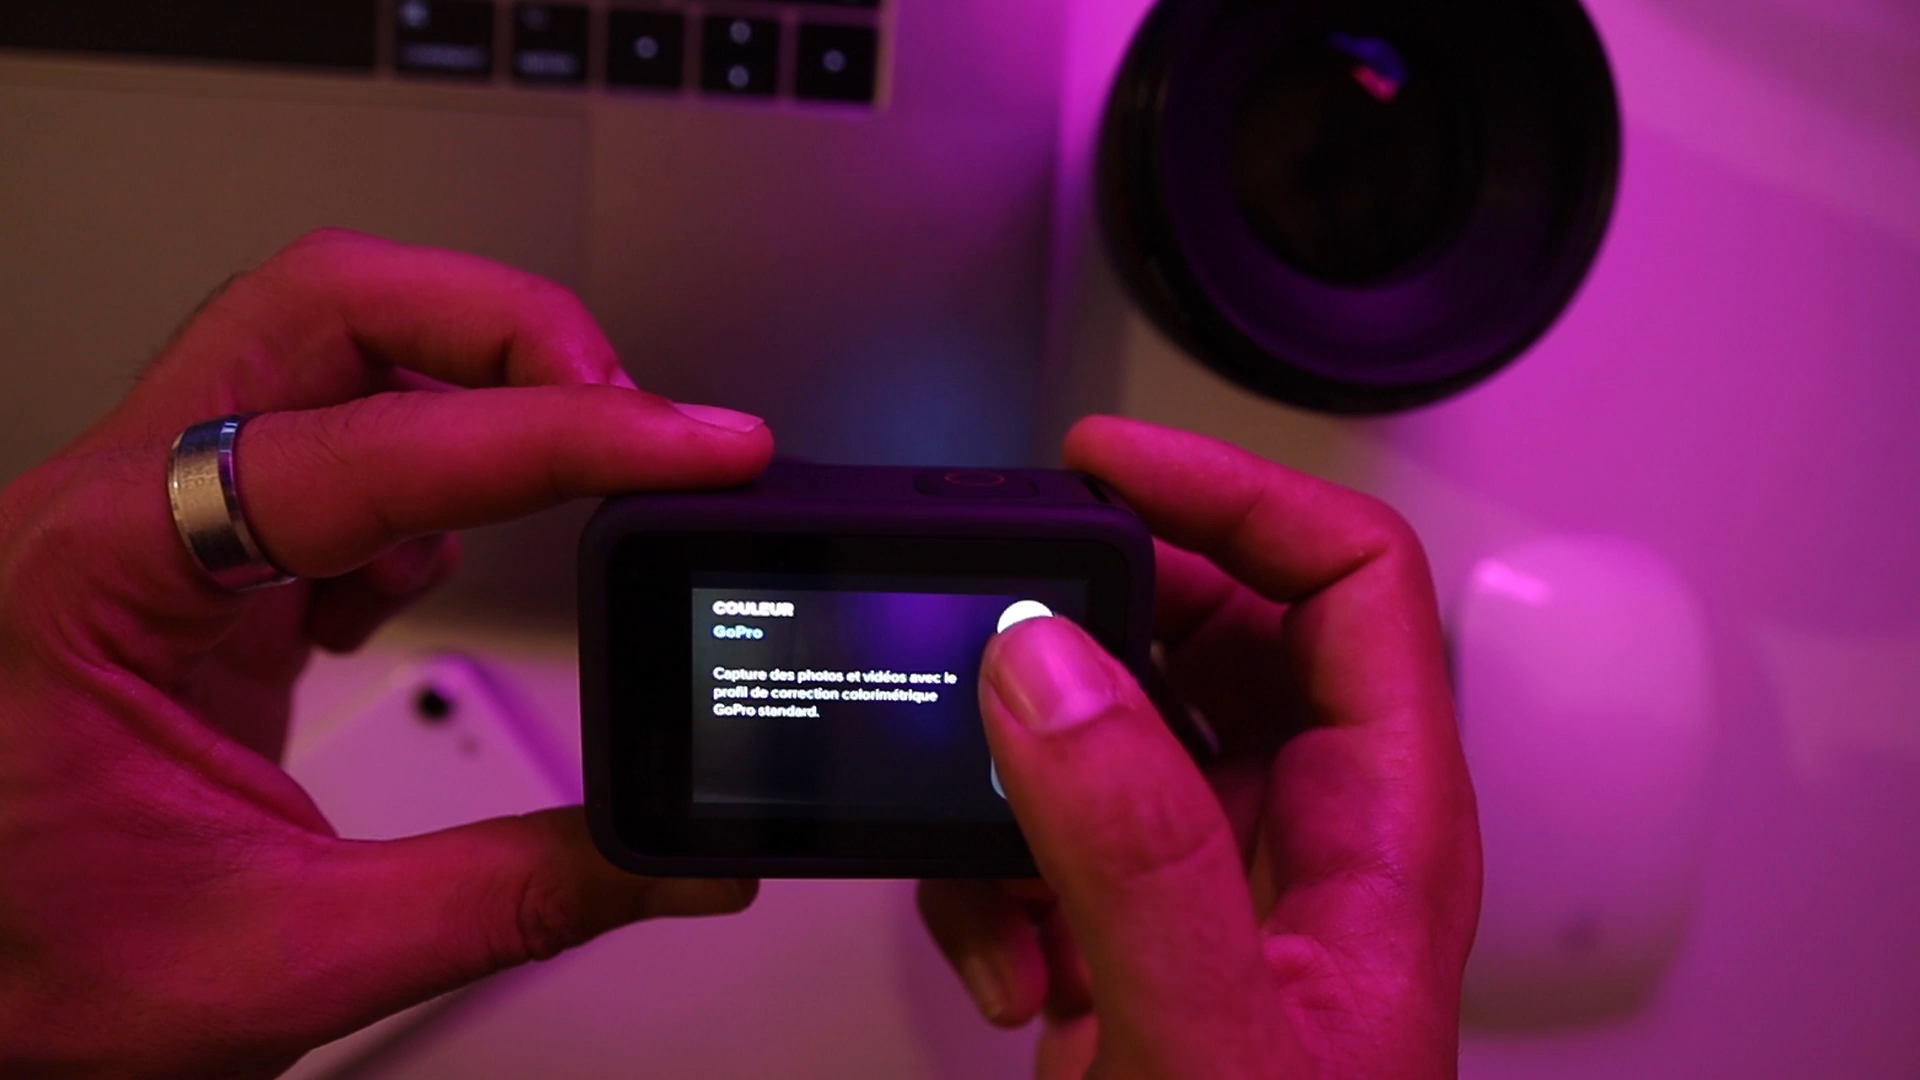 COULEUR
GoPro
Capture des photos et vidéos avec le
profil de correction colorimétrique
GoPro standard.